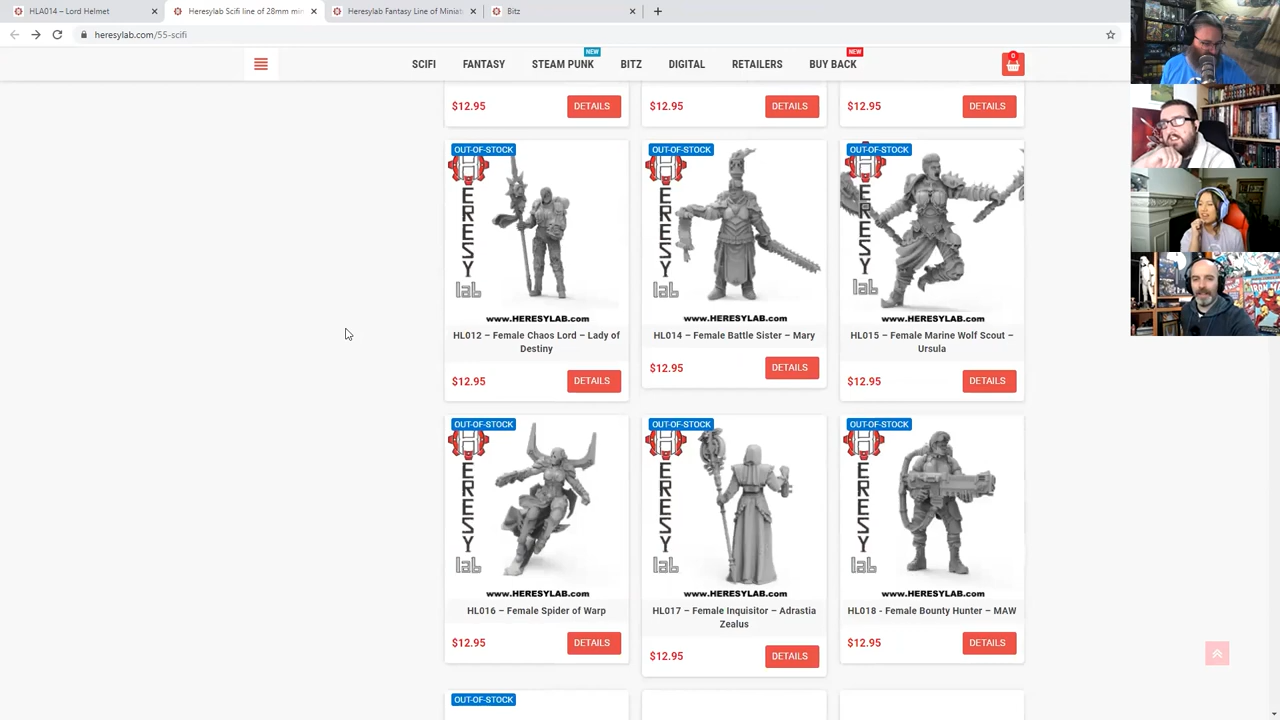 HLA014 – Lord Helmet
Heresylab Scifi line of 28mm min
Heresylab Fantasy Line of Miniat
Bitz
heresylab.com/55-scifi
SCIFI
FANTASY
NEW
STEAM PUNK
BITZ
DIGITAL
RETAILERS
NEW
BUY BACK
0
$12.95
DETAILS
$12.95
DETAILS
$12.95
DETAILS
OUT-OF-STOCK
HERESY
lab
www.HERESYLAB.com
HL012 – Female Chaos Lord – Lady of
Destiny
$12.95
DETAILS
OUT-OF-STOCK
HERESY
lab
www.HERESYLAB.com
HL014 – Female Battle Sister – Mary
$12.95
DETAILS
OUT-OF-STOCK
HERESY
lab
www.HERESYLAB.com
HL015 – Female Marine Wolf Scout –
Ursula
$12.95
DETAILS
OUT-OF-STOCK
HERESY
lab
www.HERESYLAB.com
HL016 – Female Spider of Warp
$12.95
DETAILS
OUT-OF-STOCK
HERESY
lab
www.HERESYLAB.com
HL017 – Female Inquisitor – Adrastia
Zealus
$12.95
DETAILS
OUT-OF-STOCK
HERESY
lab
www.HERESYLAB.com
HL018 - Female Bounty Hunter – MAW
$12.95
DETAILS
OUT-OF-STOCK